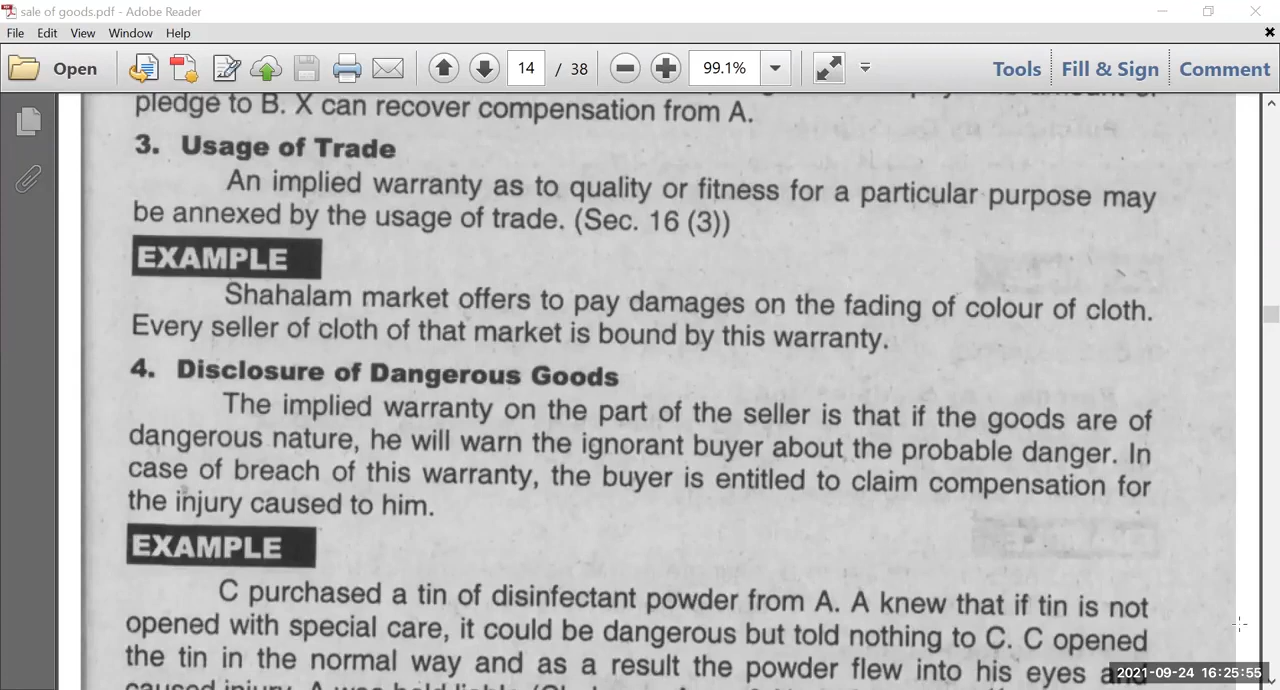 sale of goods.pdf - Adobe Reader
File Edit View Window Help
Open 14 / 38 99.1% Tools Fill & Sign Comment
pledge to B. X can recover compensation from A.
3. Usage of Trade
An implied warranty as to quality or fitness for a particular purpose may
be annexed by the usage of trade. (Sec. 16 (3))
EXAMPLE
Shahalam market offers to pay damages on the fading of colour of cloth.
Every seller of cloth of that market is bound by this warranty.
4. Disclosure of Dangerous Goods
The implied warranty on the part of the seller is that if the goods are of
dangerous nature, he will warn the ignorant buyer about the probable danger. In
case of breach of this warranty, the buyer is entitled to claim compensation for
the injury caused to him.
EXAMPLE
C purchased a tin of disinfectant powder from A. A knew that if tin is not
opened with special care, it could be dangerous but told nothing to C. C opened
the tin in the normal way and as a result the powder flew into his eyes and
2021-09-24 16:25:55